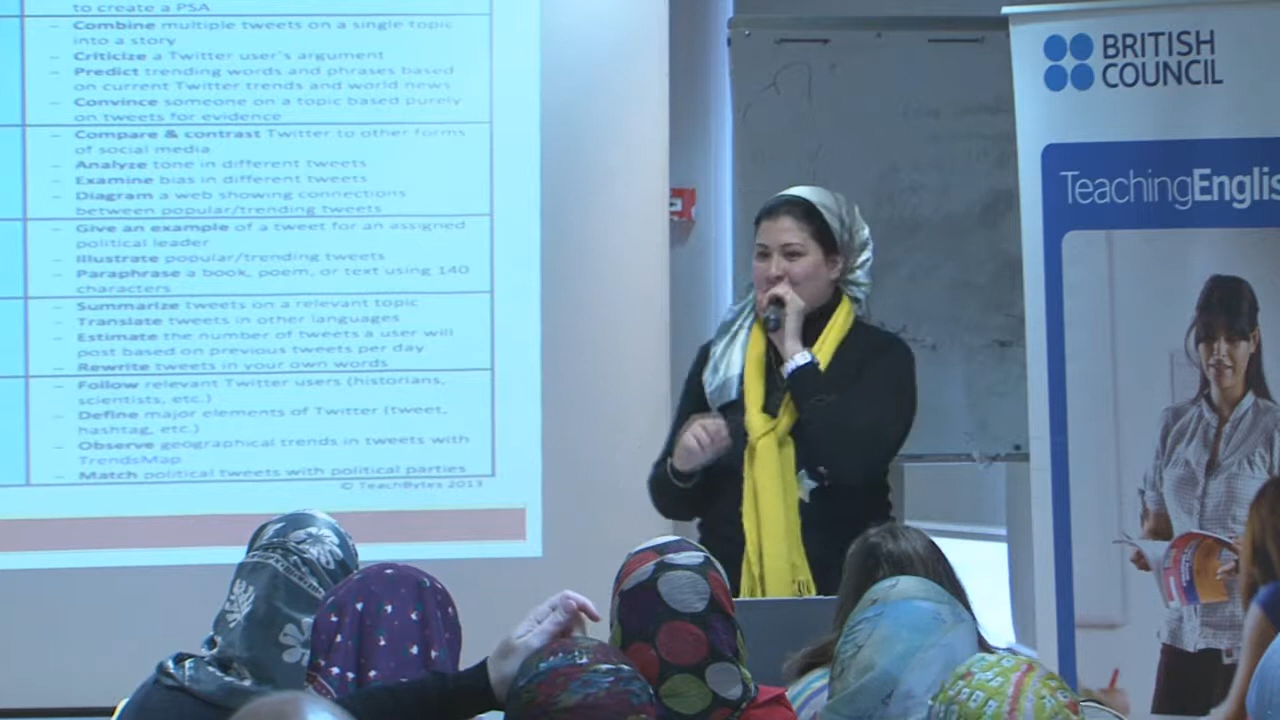 to create a PSA
– Combine multiple tweets on a single topic
into a story
– Criticize a Twitter user's argument
– Predict trending words and phrases based
on current Twitter trends and world news
– Convince someone on a topic based purely
on tweets for evidence
– Compare & contrast Twitter to other forms
of social media
– Analyze tone in different tweets
– Examine bias in different tweets
– Diagram a web showing connections
between popular/trending tweets
– Give an example of a tweet for an assigned
political leader
– Illustrate popular/trending tweets
– Paraphrase a book, poem, or text using 140
characters
– Summarize tweets on a relevant topic
– Translate tweets in other languages
– Estimate the number of tweets a user will
post based on previous tweets per day
– Rewrite tweets in your own words
– Follow relevant Twitter users (historians,
scientists, etc.)
– Define major elements of Twitter (tweet,
hashtag, etc.)
– Observe geographical trends in tweets with
TrendsMap
– Match political tweets with political parties
© TeachBytes 2013
BRITISH
COUNCIL
TeachingEnglis